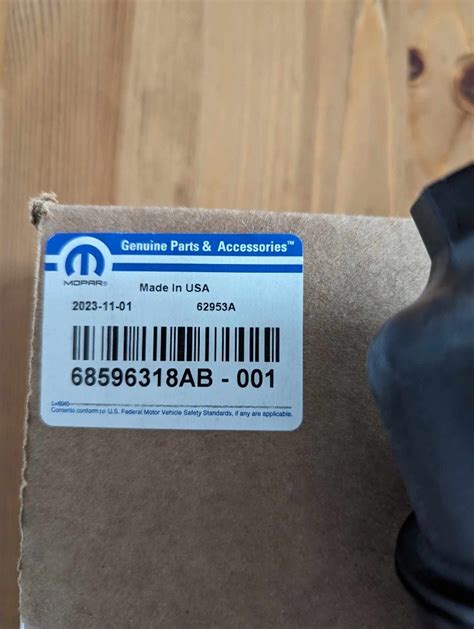 Genuine Parts & Accessories™
MOPAR®
Made In USA
2023-11-01 62953A
68596318AB - 001
Contents conform to U.S. Federal Motor Vehicle Safety Standards, if any are applicable.